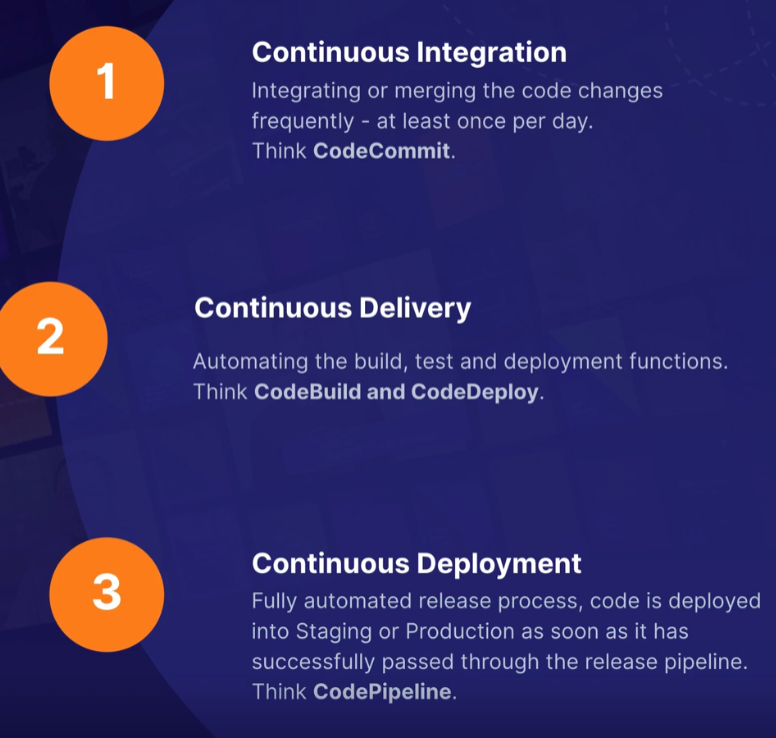 1
Continuous Integration
Integrating or merging the code changes
frequently - at least once per day.
Think CodeCommit.
2
Continuous Delivery
Automating the build, test and deployment functions.
Think CodeBuild and CodeDeploy.
3
Continuous Deployment
Fully automated release process, code is deployed
into Staging or Production as soon as it has
successfully passed through the release pipeline.
Think CodePipeline.